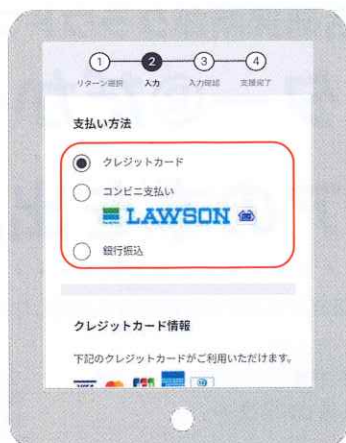 1 2 3 4
リターン選択 入力 入力確認 支援完了
支払い方法
クレジットカード
コンビニ支払い
LAWSON
銀行振込
クレジットカード情報
下記のクレジットカードがご利用いただけます。
VISA JCB